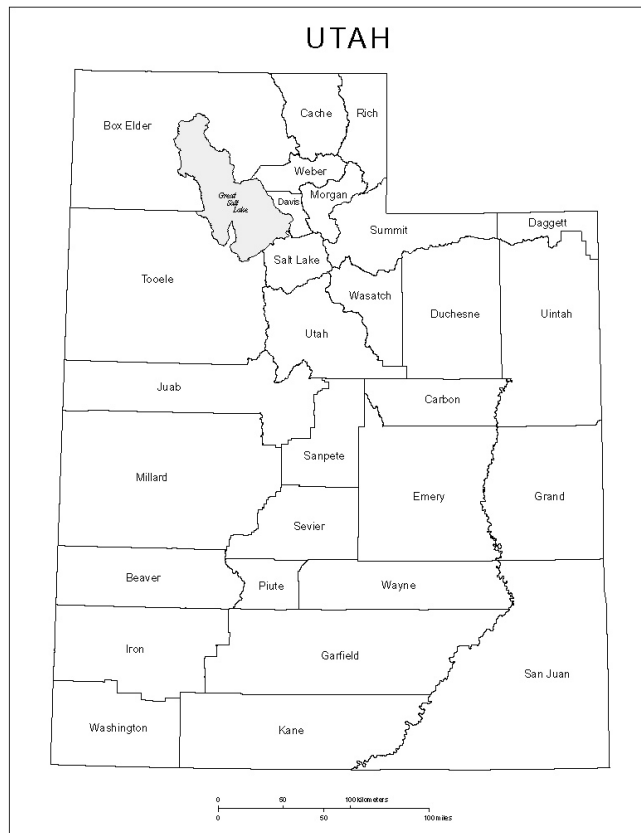 UTAH
Cache
Rich
Box Elder
Weber
Great
Salt
Lake
Davis
Morgan
Summit
Daggett
Salt Lake
Tooele
Wasatch
Duchesne
Uintah
Utah
Juab
Carbon
Sanpete
Millard
Emery
Grand
Sevier
Beaver
Piute
Wayne
Iron
Garfield
San Juan
Washington
Kane
0 50 100 kilometers
0 50 100 miles